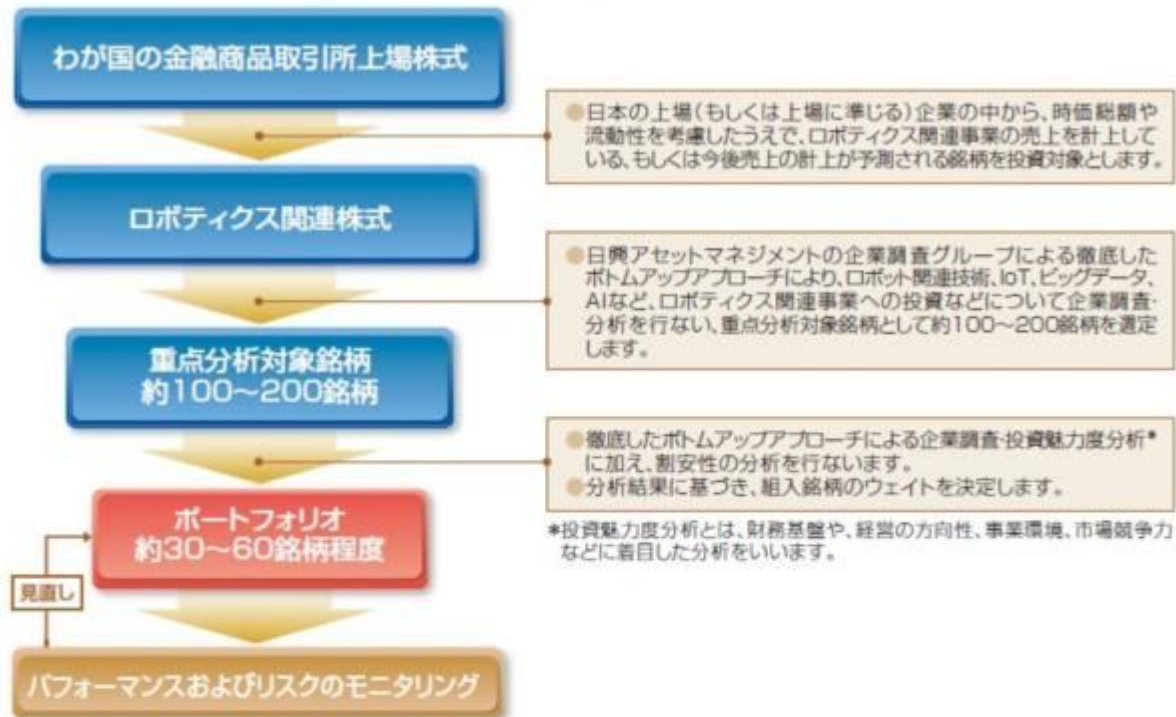 わが国の金融商品取引所上場株式
●日本の上場(もしくは上場に準じる)企業の中から、時価総額や
流動性を考慮したうえで、ロボティクス関連事業の売上を計上して
いる、もしくは今後売上の計上が予測される銘柄を投資対象とします。
ロボティクス関連株式
●日興アセットマネジメントの企業調査グループによる徹底した
ボトムアップアプローチにより、ロボット関連技術、IoT、ビッグデータ、
AIなど、ロボティクス関連事業への投資などについて企業調査・
分析を行ない、重点分析対象銘柄として約100〜200銘柄を選定
します。
重点分析対象銘柄
約100〜200銘柄
●徹底したボトムアップアプローチによる企業調査・投資魅力度分析*
に加え、割安性の分析を行ないます。
●分析結果に基づき、組入銘柄のウェイトを決定します。
*投資魅力度分析とは、財務基盤や、経営の方向性、事業環境、市場競争力
などに着目した分析をいいます。
ポートフォリオ
約30〜60銘柄程度
見直し
パフォーマンスおよびリスクのモニタリング